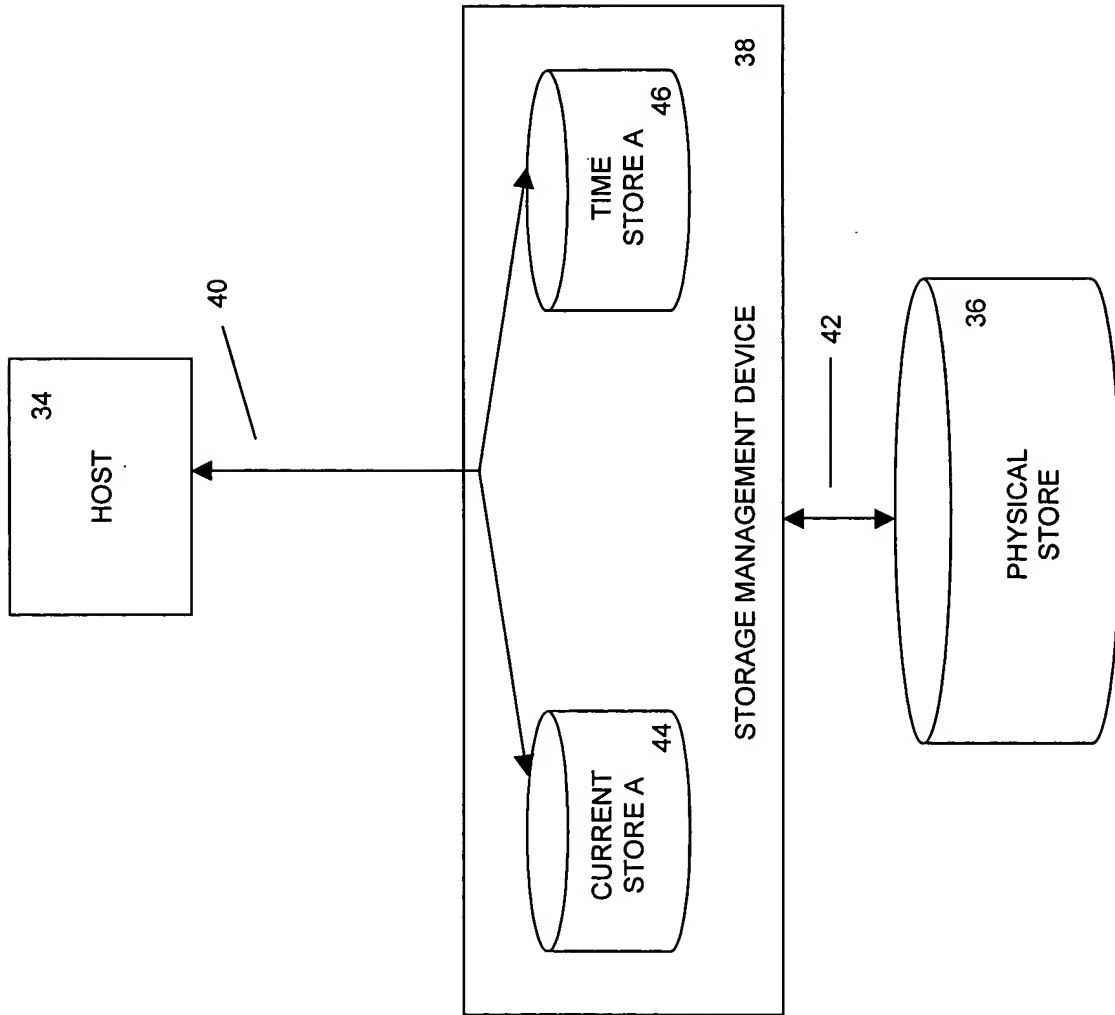 34
HOST
40
CURRENT
STORE A
44
TIME
STORE A
46
STORAGE MANAGEMENT DEVICE
38
42
36
PHYSICAL
STORE